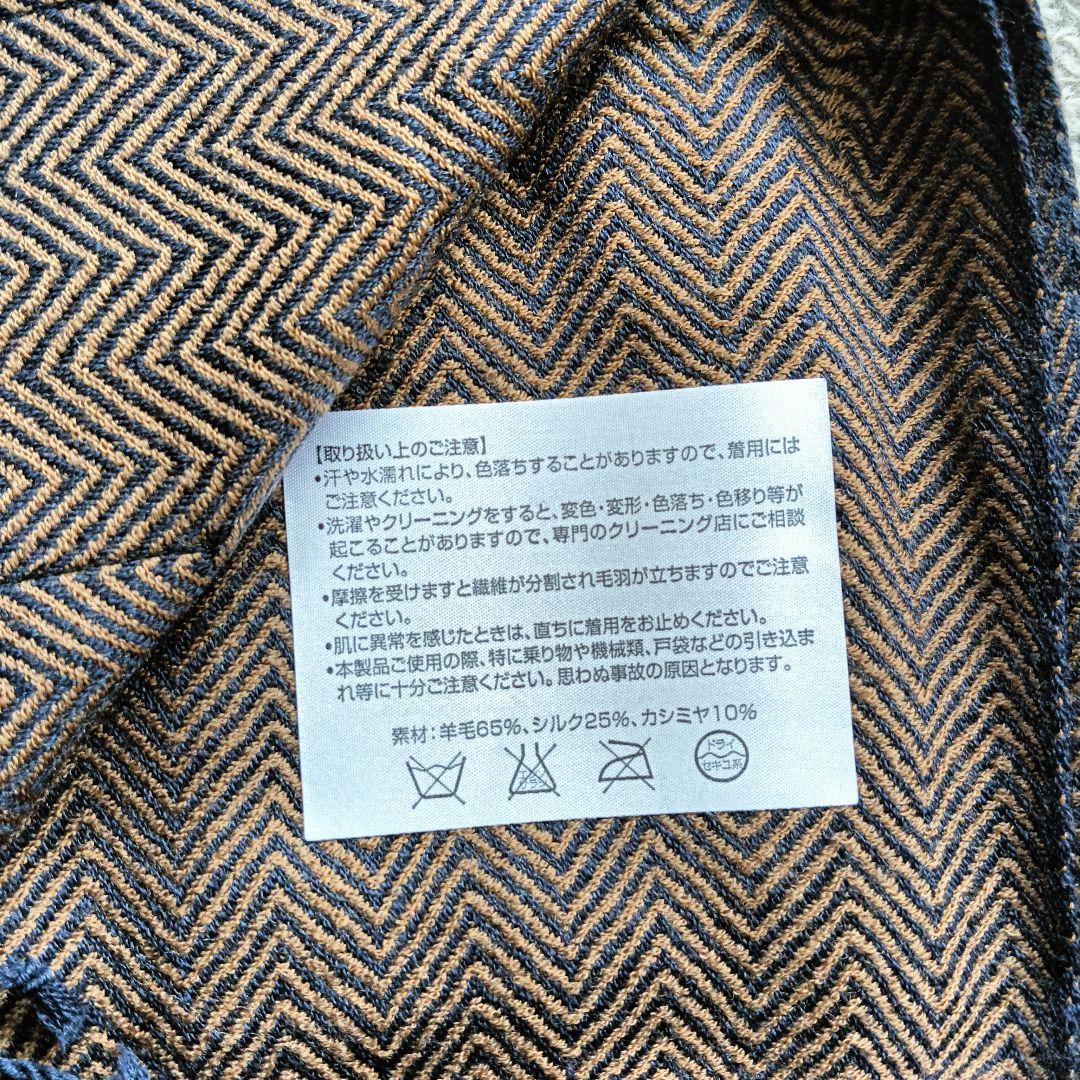 【取り扱い上のご注意】
•汗や水濡れにより、色落ちすることがありますので、着用には
ご注意ください。
•洗濯やクリーニングをすると、変色・変形・色落ち・色移り等が
起こることがありますので、専門のクリーニング店にご相談
ください。
•摩擦を受けますと繊維が分割され毛羽が立ちますのでご注意
ください。
•肌に異常を感じたときは、直ちに着用をお止めください。
•本製品ご使用の際、特に乗り物や機械類、戸袋などの引き込ま
れ等に十分ご注意ください。思わぬ事故の原因となります。
素材:羊毛65%、シルク25%、カシミヤ10%
エンソ
サラシ
ドライ
セキユ系